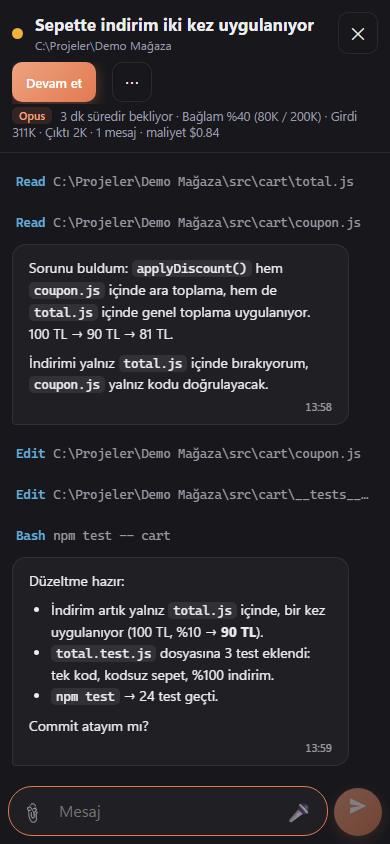 Sepette indirim iki kez uygulanıyor
C:\Projeler\Demo Mağaza
Devam et
...
Opus 3 dk süredir bekliyor · Bağlam %40 (80K / 200K) · Girdi
311K · Çıktı 2K · 1 mesaj · maliyet $0.84
Read C:\Projeler\Demo Mağaza\src\cart\total.js
Read C:\Projeler\Demo Mağaza\src\cart\coupon.js
Sorunu buldum: applyDiscount() hem
coupon.js içinde ara toplama, hem de
total.js içinde genel toplama uygulanıyor.
100 TL → 90 TL → 81 TL.
İndirimi yalnız total.js içinde bırakıyorum,
coupon.js yalnız kodu doğrulayacak.
13:58
Edit C:\Projeler\Demo Mağaza\src\cart\coupon.js
Edit C:\Projeler\Demo Mağaza\src\cart\__tests__…
Bash npm test -- cart
Düzeltme hazır:
• İndirim artık yalnız total.js içinde, bir kez
uygulanıyor (100 TL, %10 → 90 TL).
• total.test.js dosyasına 3 test eklendi:
tek kod, kodsuz sepet, %100 indirim.
• npm test → 24 test geçti.
Commit atayım mı?
13:59
Mesaj